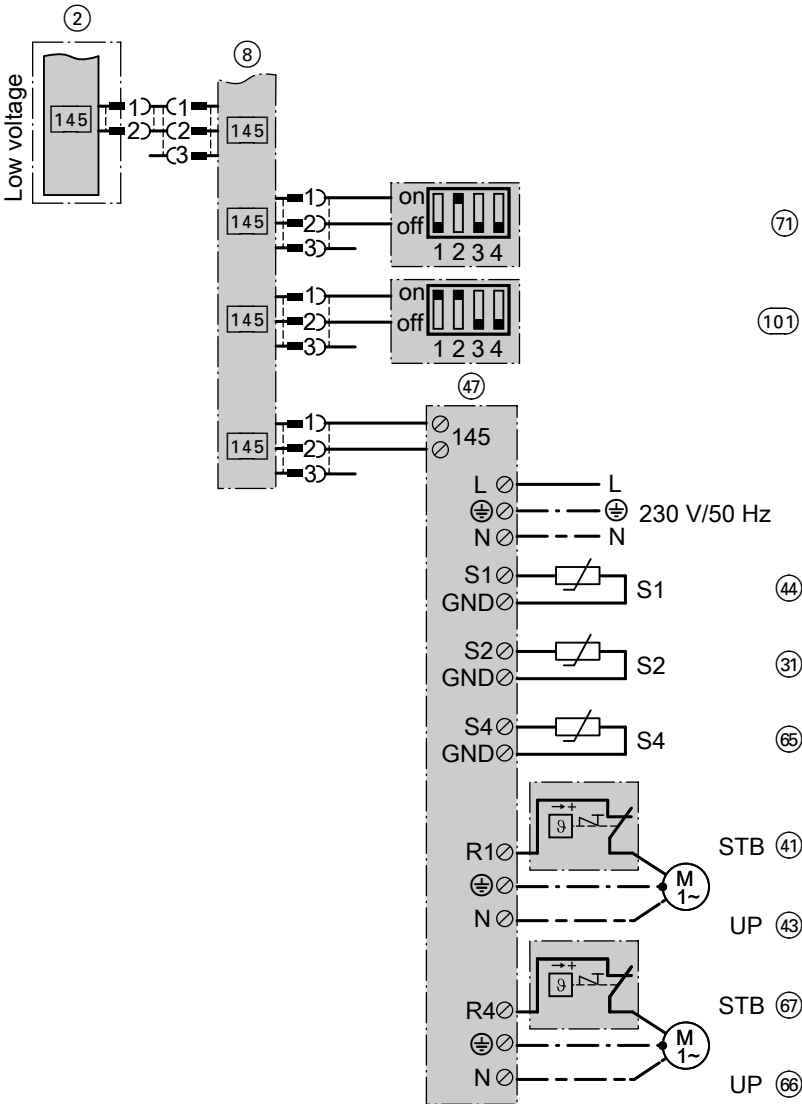 2
8
Low voltage
145
1 1
2 2
3
145
145
1
2
3
on
off
1 2 3 4
71
145
1
2
3
on
off
1 2 3 4
101
47
145
1
2
3
145
L L
N N
230 V/50 Hz
S1
GND
S1
44
S2
GND
S2
31
S4
GND
S4
65
→+
ϑ
R1
N
M
1~
STB 41
UP 43
→+
ϑ
R4
N
M
1~
STB 67
UP 66